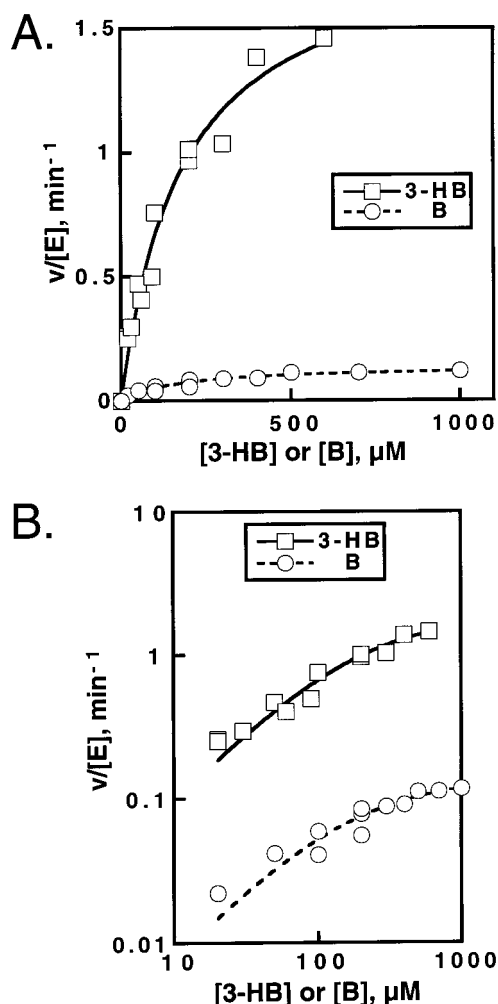 A.
1.5
1
0.5
0
v/[E], min⁻¹
3-HB
B
0 500 1000
[3-HB] or [B], µM
B.
10
1
0.1
0.01
v/[E], min⁻¹
3-HB
B
10 100 1000
[3-HB] or [B], µM